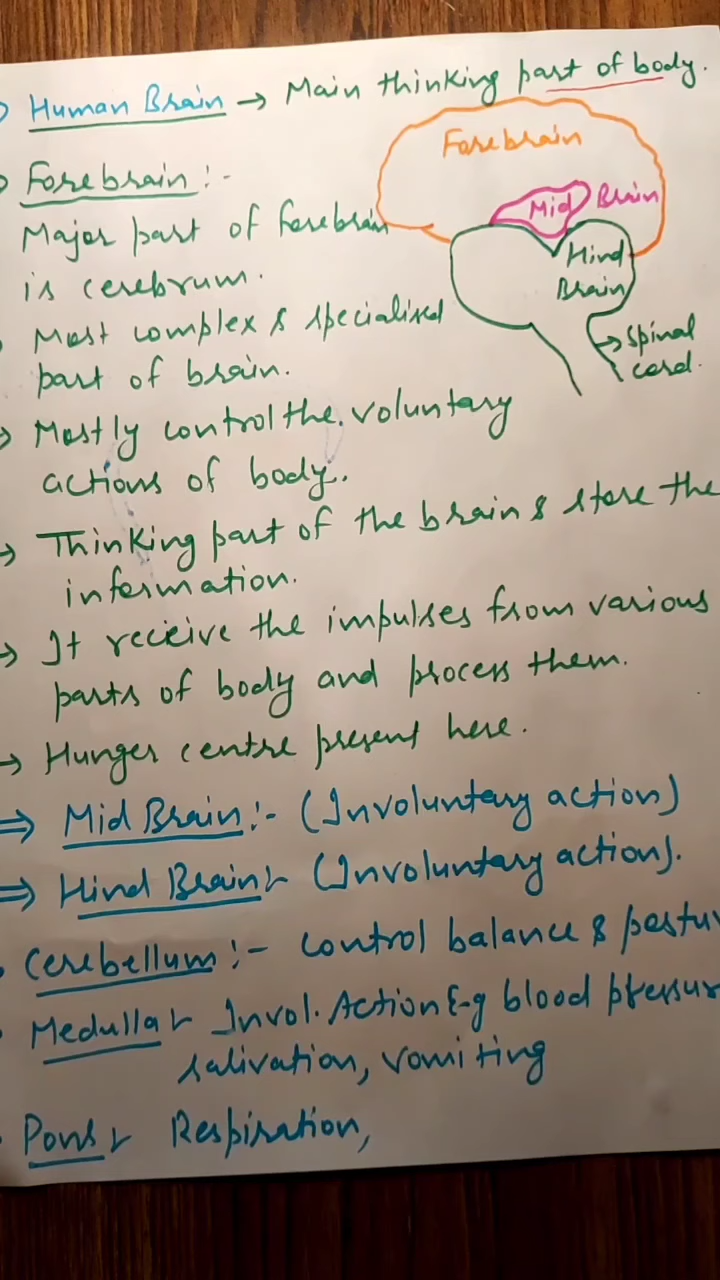 Human Brain → Main thinking part of body.
Forebrain
Mid Brain
Hind
Brain
→ Spinal
cord.
Forebrain :-
Major part of forebrain
is cerebrum.
Most complex & specialised
part of brain.
→ Mostly control the voluntary
actions of body.
→ Thinking part of the brain & store the
information.
→ It receive the impulses from various
parts of body and process them.
→ Hunger centre present here.
⇒ Mid Brain :- (Involuntary action)
⇒ Hind Brain :- (Involuntary action).
Cerebellum :- control balance & postu
Medulla :- Invol. Action E.g blood pressur
salivation, vomiting
Pons :- Respiration,